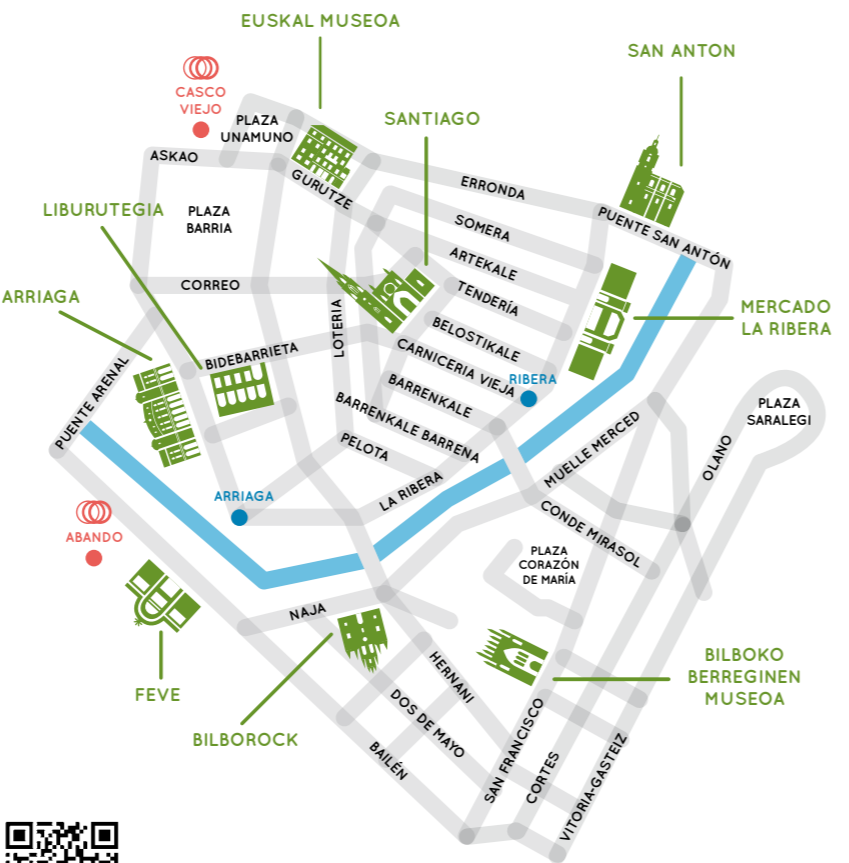 EUSKAL MUSEOA
SAN ANTON
CASCO
VIEJO
PLAZA
UNAMUNO
SANTIAGO
ASKAO
GURUTZE
ERRONDA
LIBURUTEGIA
PLAZA
BARRIA
SOMERA
PUENTE SAN ANTÓN
ARTEKALE
CORREO
TENDERÍA
ARRIAGA
MERCADO
LA RIBERA
LOTERIA
BELOSTIKALE
BIDEBARRIETA
CARNICERIA VIEJA
RIBERA
PUENTE ARENAL
BARRENKALE
BARRENKALE BARRENA
PLAZA
SARALEGI
PELOTA
MUELLE MERCED
OLANO
LA RIBERA
ARRIAGA
CONDE MIRASOL
ABANDO
PLAZA
CORAZÓN
DE MARÍA
NAJA
HERNANI
BILBOKO
BERREGINEN
MUSEOA
FEVE
BILBOROCK
DOS DE MAYO
BAILÉN
SAN FRANCISCO
CORTES
VITORIA-GASTEIZ